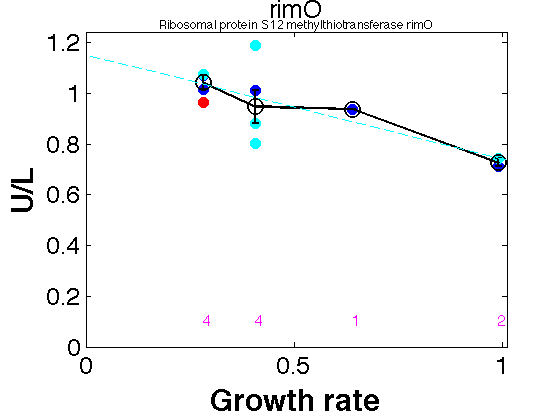 rimO
Ribosomal protein S12 methylthiotransferase rimO
1.2
1
0.8
0.6
0.4
0.2
0
U/L
4 4 1 2
0 0.5 1
Growth rate